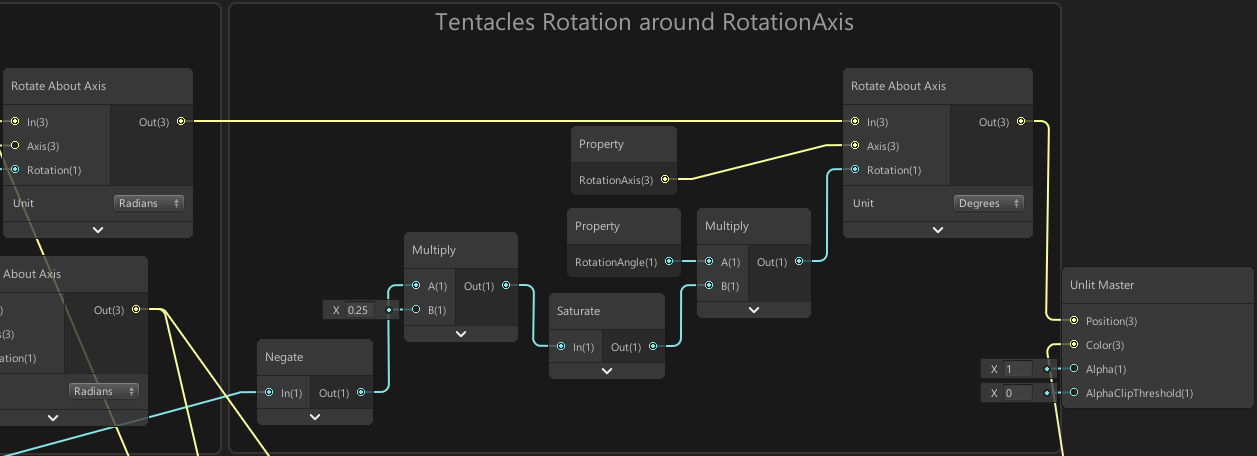 Tentacles Rotation around RotationAxis
Rotate About Axis
In(3)
Out(3)
Axis(3)
Rotation(1)
Unit
Radians
About Axis
Out(3)
Radians
Negate
In(1)
Out(1)
Multiply
A(1)
Out(1)
X 0.25
B(1)
Saturate
In(1)
Out(1)
Property
RotationAxis(3)
Property
RotationAngle(1)
Multiply
A(1)
Out(1)
B(1)
Rotate About Axis
In(3)
Out(3)
Axis(3)
Rotation(1)
Unit
Degrees
Unlit Master
Position(3)
Color(3)
X 1
Alpha(1)
X 0
AlphaClipThreshold(1)